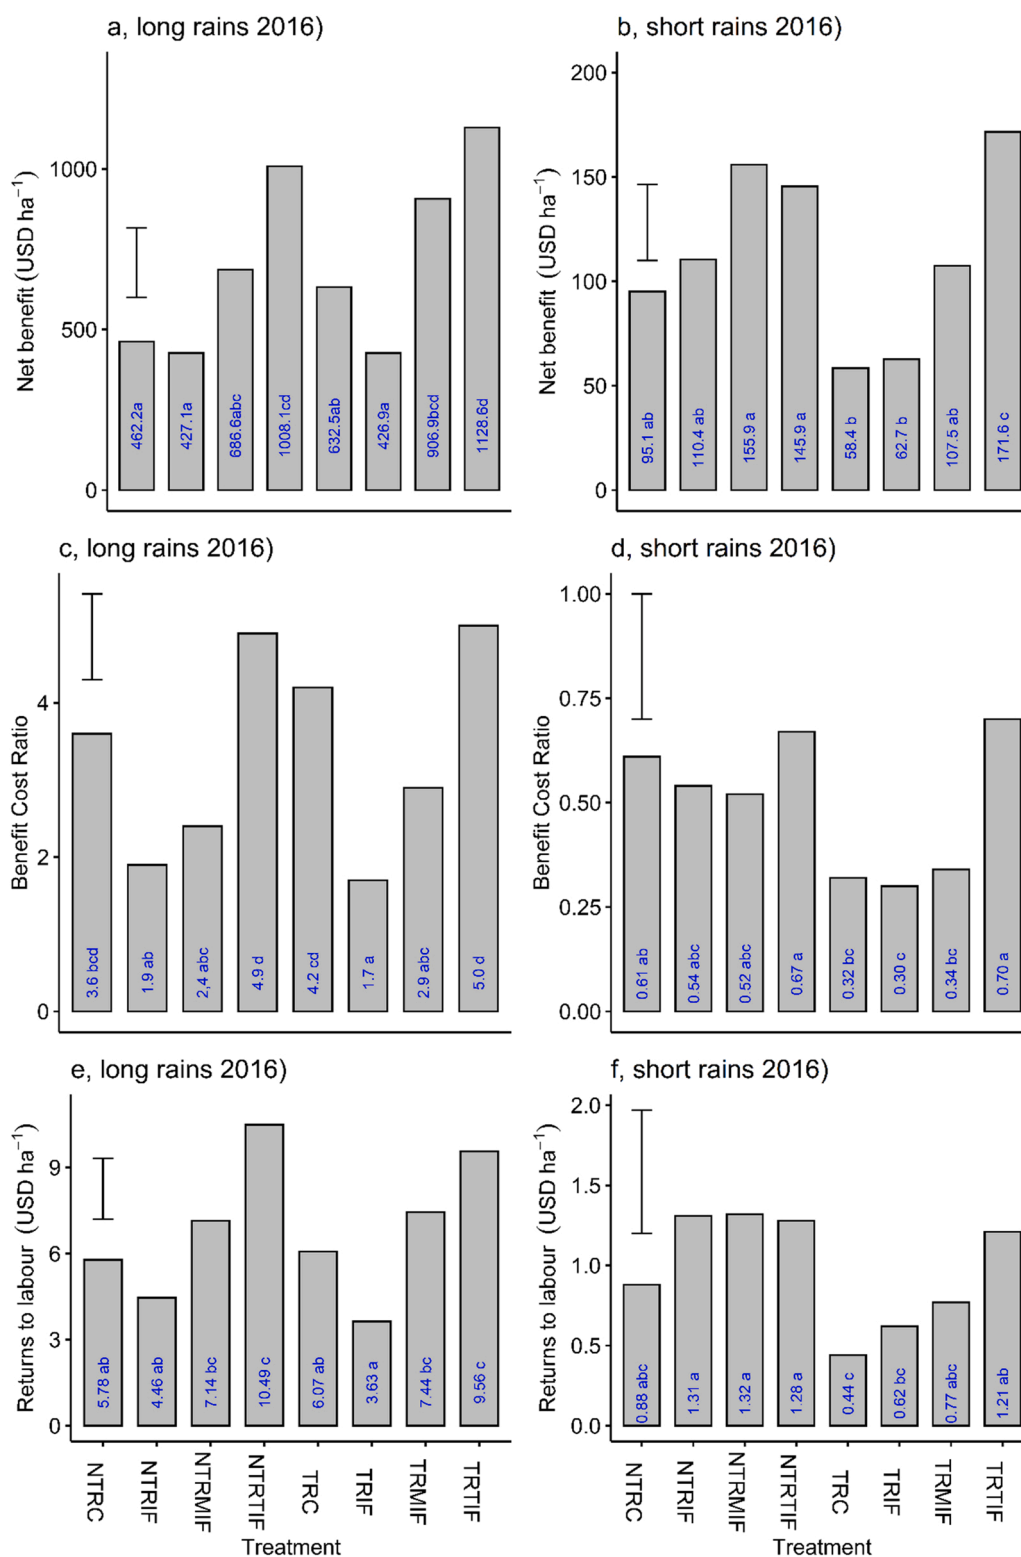 a, long rains 2016)
Net benefit (USD ha⁻¹)
1000
500
0
462.2a
427.1a
686.6abc
1008.1cd
632.5ab
426.9a
906.9bcd
1128.6d
b, short rains 2016)
Net benefit (USD ha⁻¹)
200
150
100
50
0
95.1 ab
110.4 ab
155.9 a
145.9 a
58.4 b
62.7 b
107.5 ab
171.6 c
c, long rains 2016)
Benefit Cost Ratio
4
2
0
3.6 bcd
1.9 ab
2,4 abc
4.9 d
4.2 cd
1.7 a
2.9 abc
5.0 d
d, short rains 2016)
Benefit Cost Ratio
1.00
0.75
0.50
0.25
0.00
0.61 ab
0.54 abc
0.52 abc
0.67 a
0.32 bc
0.30 c
0.34 bc
0.70 a
e, long rains 2016)
Returns to labour (USD ha⁻¹)
9
6
3
0
5.78 ab
4.46 ab
7.14 bc
10.49 c
6.07 ab
3.63 a
7.44 bc
9.56 c
NTRC
NTRIF
NTRMIF
NTRTIF
TRC
TRIF
TRMIF
TRTIF
Treatment
f, short rains 2016)
Returns to labour (USD ha⁻¹)
2.0
1.5
1.0
0.5
0.0
0.88 abc
1.31 a
1.32 a
1.28 a
0.44 c
0.62 bc
0.77 abc
1.21 ab
NTRC
NTRIF
NTRMIF
NTRTIF
TRC
TRIF
TRMIF
TRTIF
Treatment